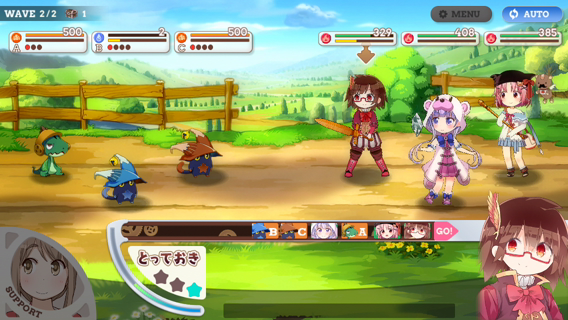 WAVE 2/2 1
MENU
AUTO
500
A
2
B
500
C
329
408
385
B C A GO!
とっておき
SUPPORT